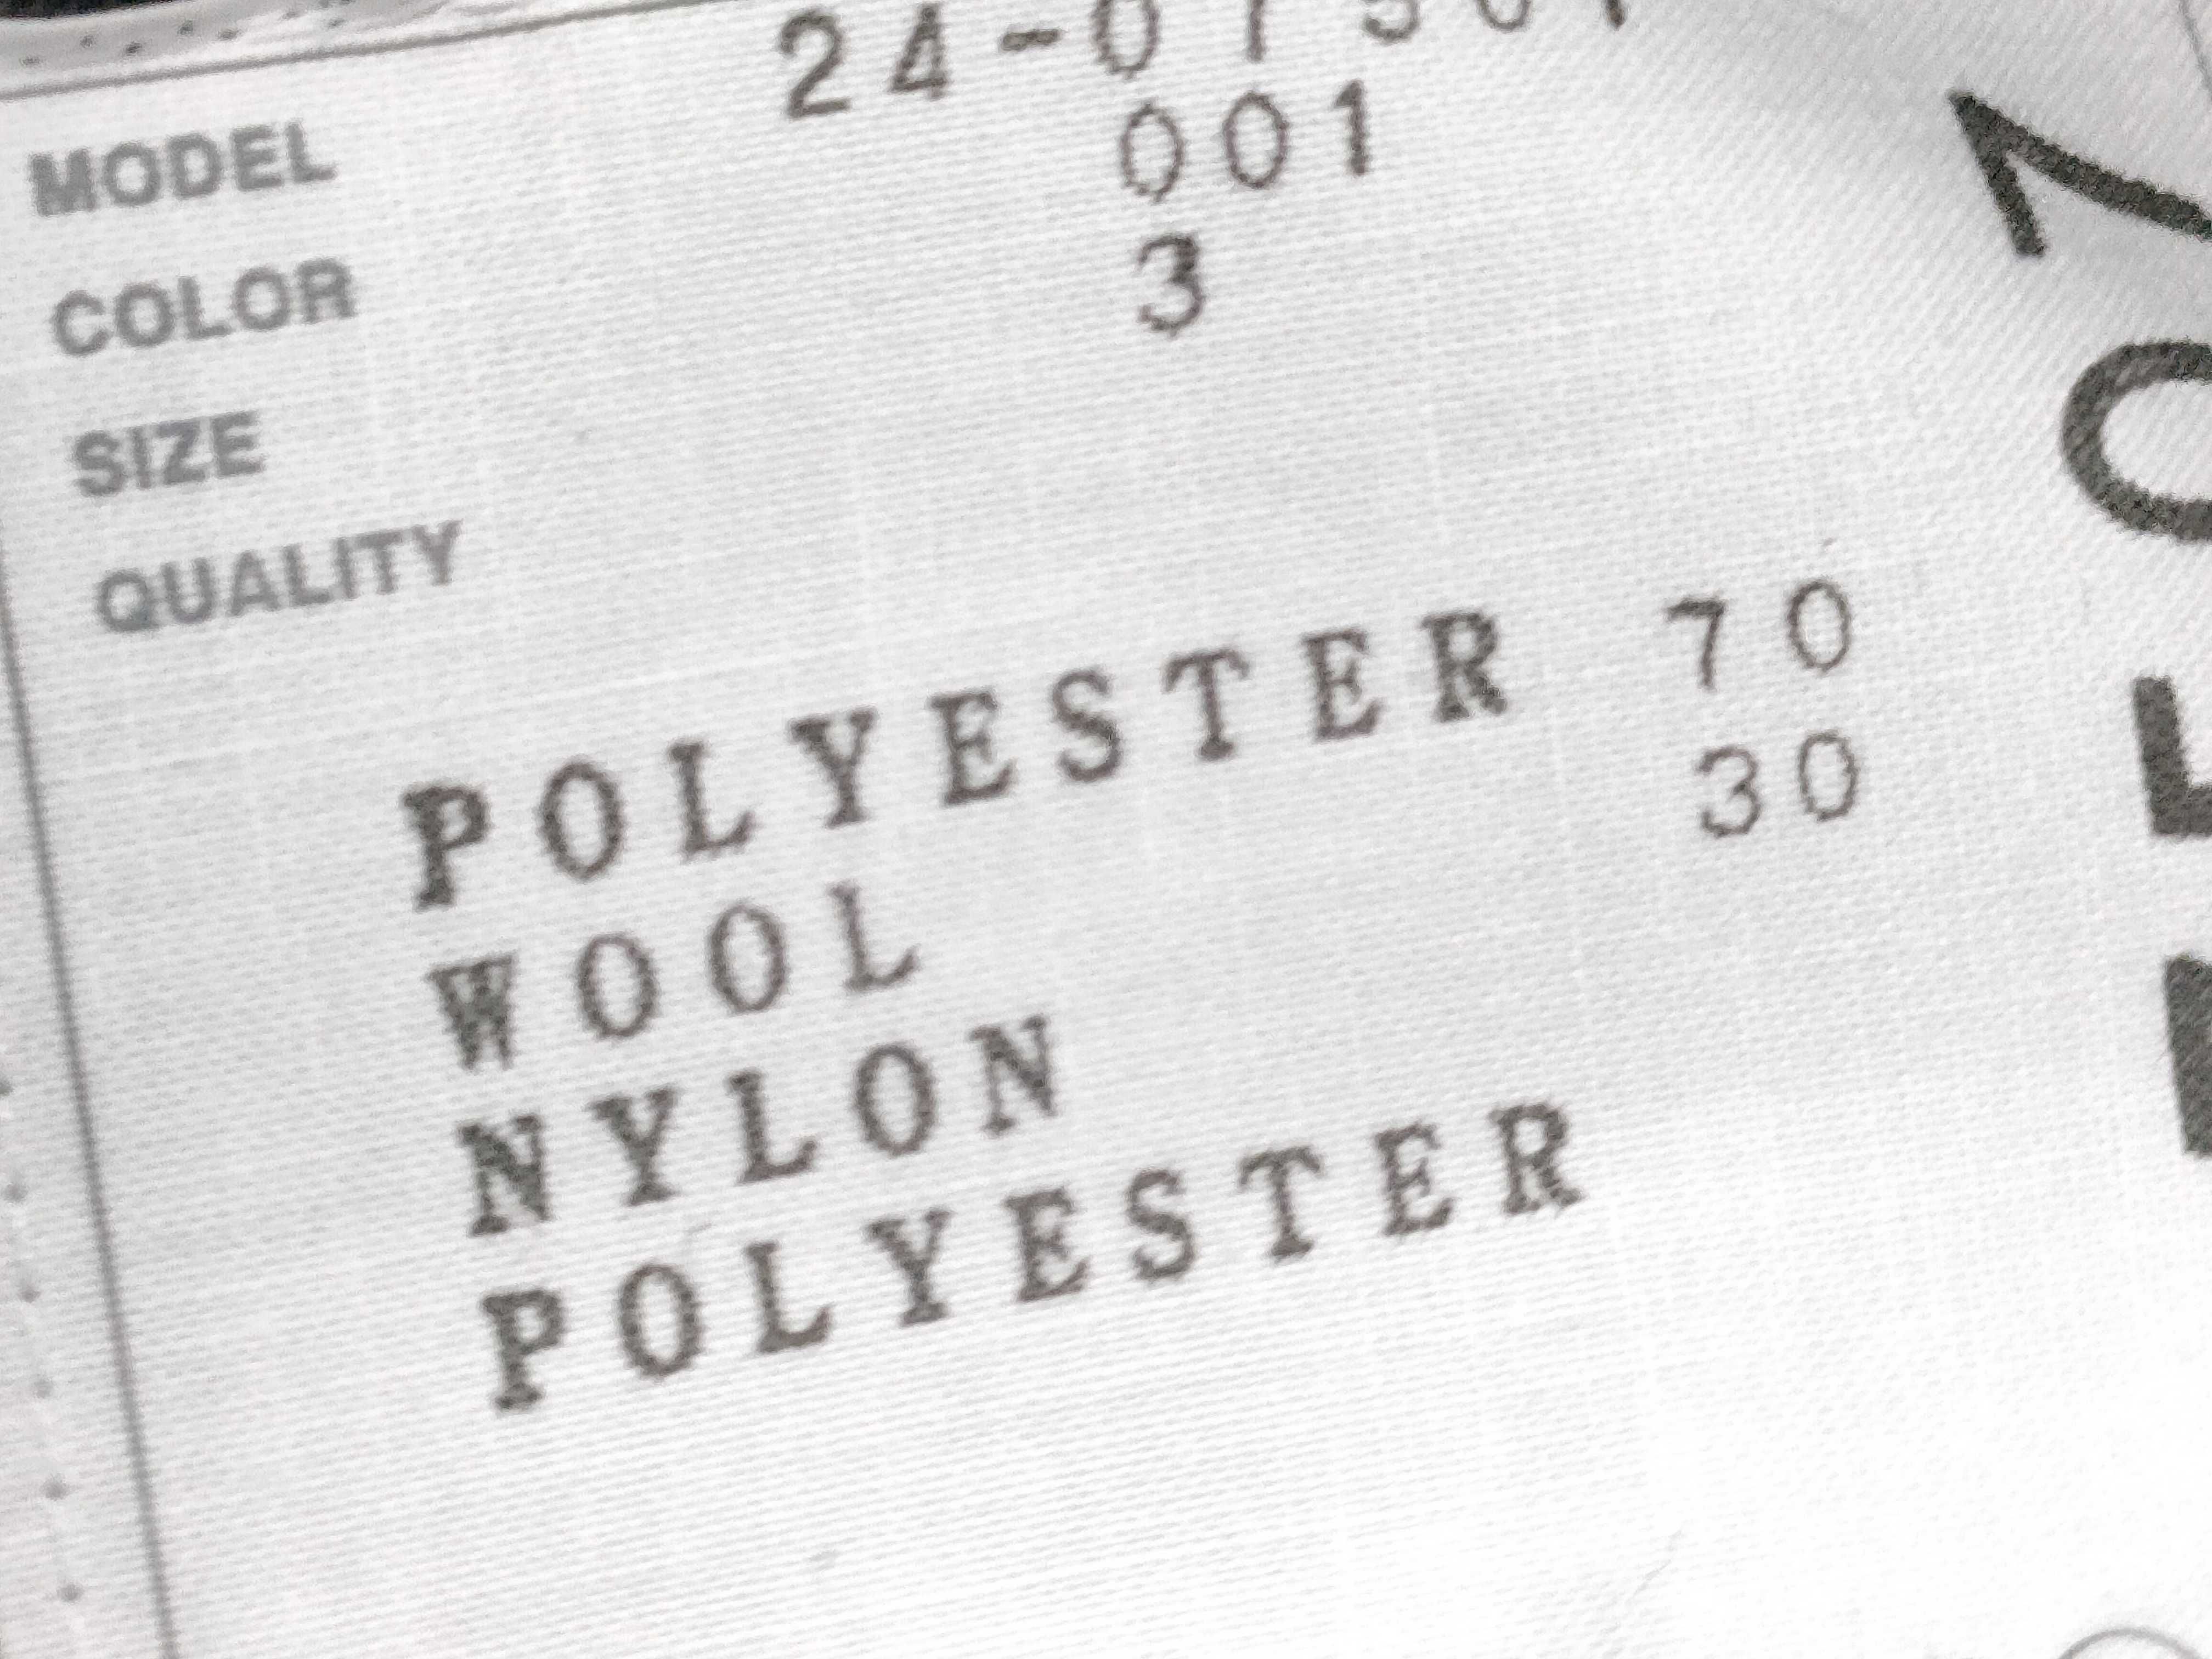 MODEL
COLOR 001
SIZE 3
QUALITY
POLYESTER 70
WOOL 30
NYLON
POLYESTER